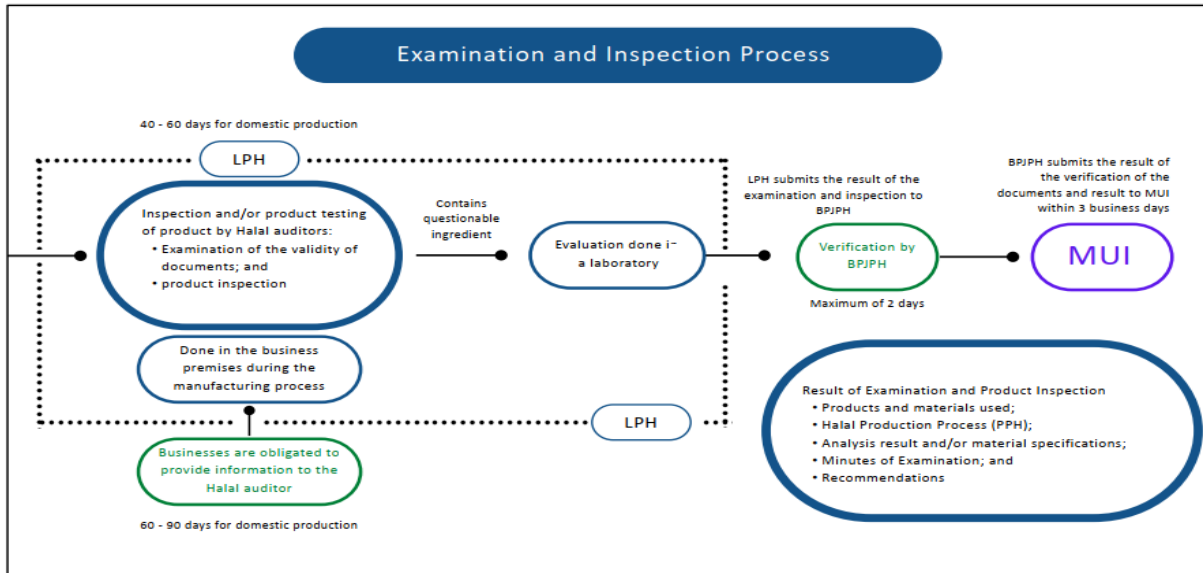 Examination and Inspection Process
40 - 60 days for domestic production
LPH
Inspection and/or product testing
of product by Halal auditors:
• Examination of the validity of
documents; and
• product inspection
Done in the business
premises during the
manufacturing process
Businesses are obligated to
provide information to the
Halal auditor
60 - 90 days for domestic production
Contains
questionable
ingredient
Evaluation done i
a laboratory
LPH
LPH submits the result of the
examination and inspection to
BPJPH
Verification by
BPJPH
Maximum of 2 days
BPJPH submits the result of
the verification of the
documents and result to MUI
within 3 business days
MUI
Result of Examination and Product Inspection
• Products and materials used;
• Halal Production Process (PPH);
• Analysis result and/or material specifications;
• Minutes of Examination; and
• Recommendations